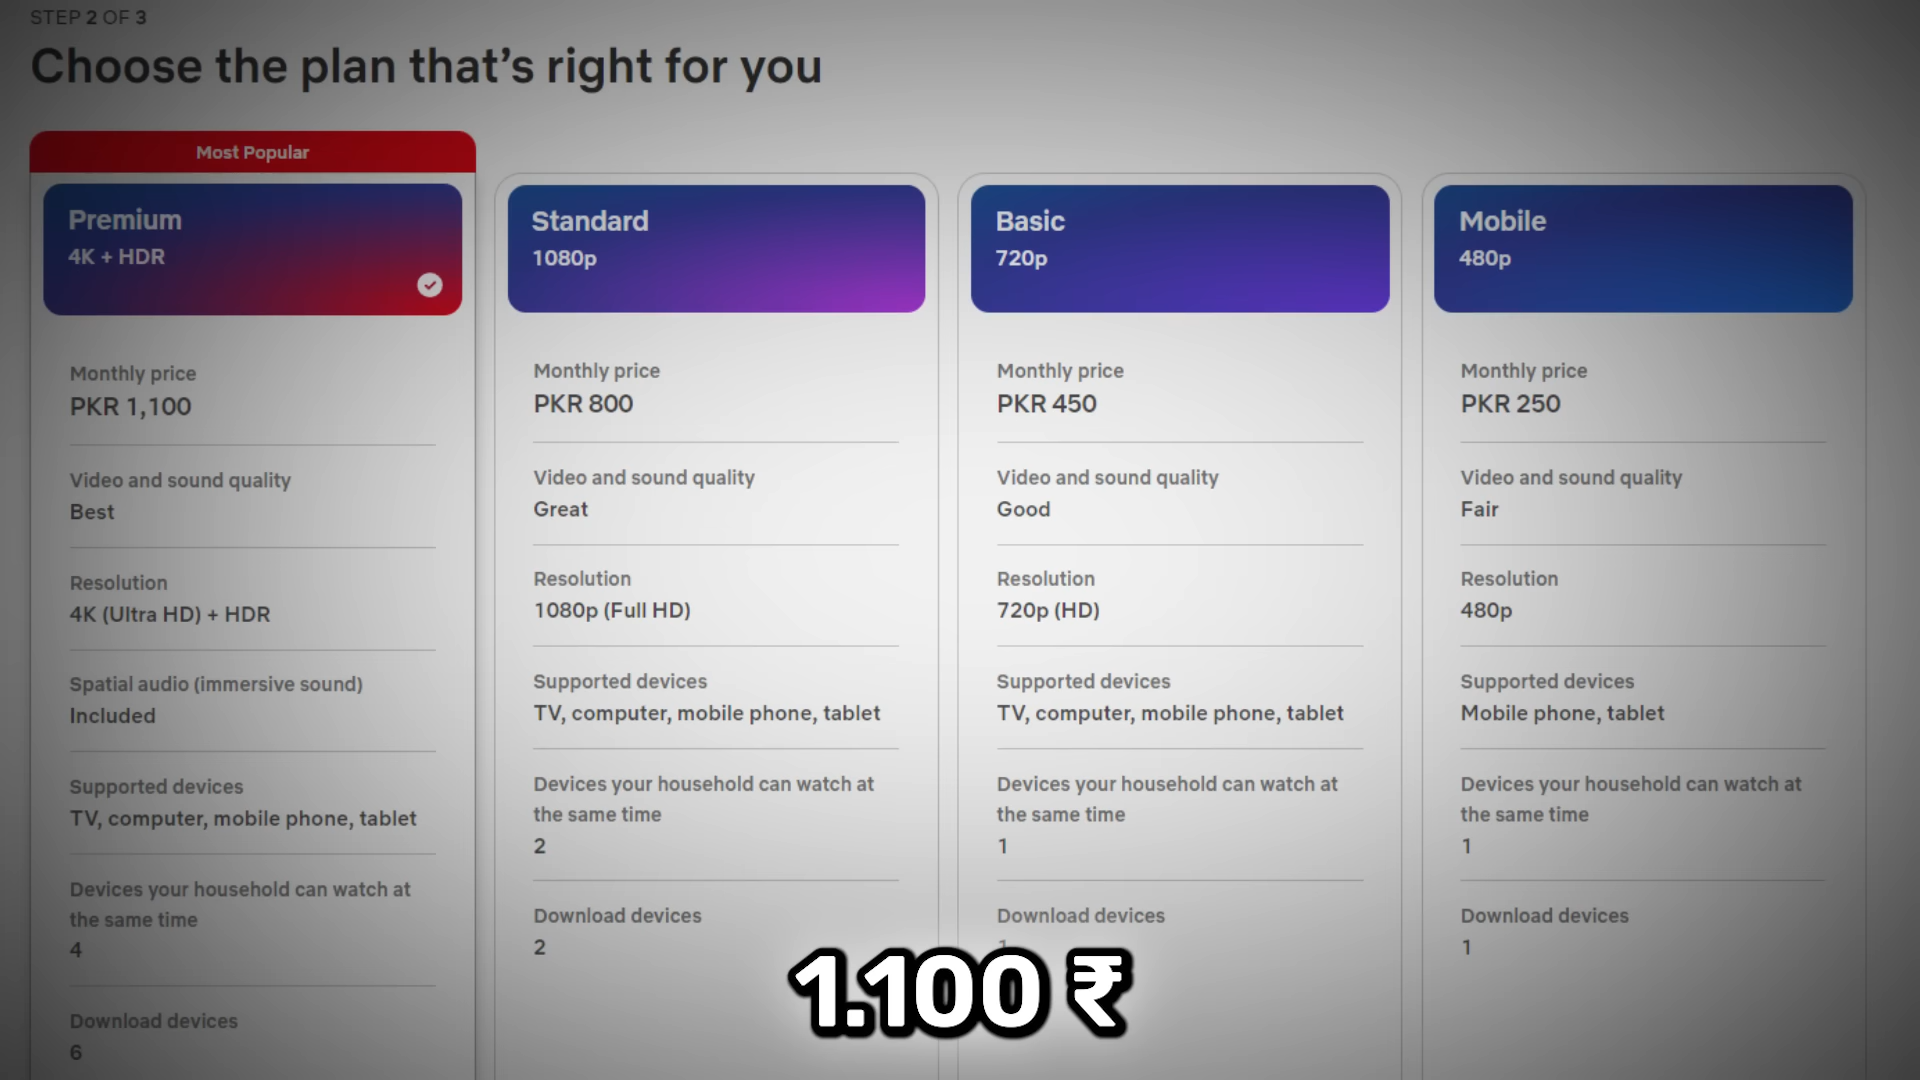 STEP 2 OF 3
Choose the plan that's right for you
Most Popular
Premium
4K + HDR
Monthly price
PKR 1,100
Video and sound quality
Best
Resolution
4K (Ultra HD) + HDR
Spatial audio (immersive sound)
Included
Supported devices
TV, computer, mobile phone, tablet
Devices your household can watch at
the same time
4
Download devices
6
Standard
1080p
Monthly price
PKR 800
Video and sound quality
Great
Resolution
1080p (Full HD)
Supported devices
TV, computer, mobile phone, tablet
Devices your household can watch at
the same time
2
Download devices
2
Basic
720p
Monthly price
PKR 450
Video and sound quality
Good
Resolution
720p (HD)
Supported devices
TV, computer, mobile phone, tablet
Devices your household can watch at
the same time
1
Download devices
1
Mobile
480p
Monthly price
PKR 250
Video and sound quality
Fair
Resolution
480p
Supported devices
Mobile phone, tablet
Devices your household can watch at
the same time
1
Download devices
1
1.100 ₹